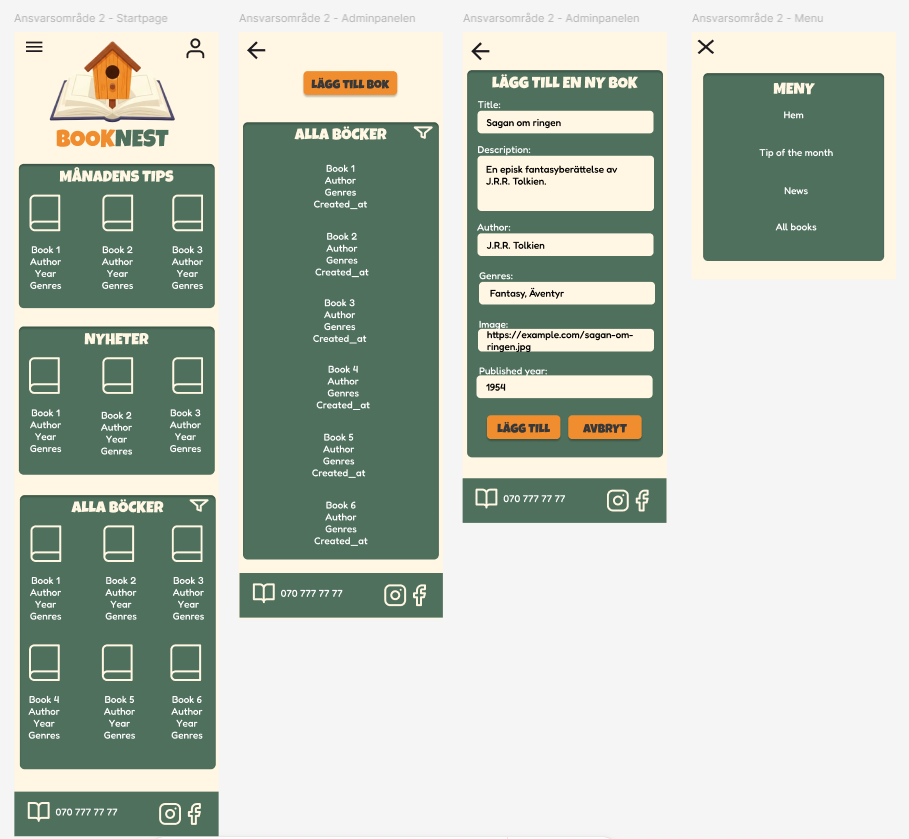 Ansvarsområde 2 - Startpage
BOOKNEST
MÅNADENS TIPS
Book 1
Author
Year
Genres
Book 2
Author
Year
Genres
Book 3
Author
Year
Genres
NYHETER
Book 1
Author
Year
Genres
Book 2
Author
Year
Genres
Book 3
Author
Year
Genres
ALLA BÖCKER
Book 1
Author
Year
Genres
Book 2
Author
Year
Genres
Book 3
Author
Year
Genres
Book 4
Author
Year
Genres
Book 5
Author
Year
Genres
Book 6
Author
Year
Genres
070 777 77 77
Ansvarsområde 2 - Adminpanelen
LÄGG TILL BOK
ALLA BÖCKER
Book 1
Author
Genres
Created_at
Book 2
Author
Genres
Created_at
Book 3
Author
Genres
Created_at
Book 4
Author
Genres
Created_at
Book 5
Author
Genres
Created_at
Book 6
Author
Genres
Created_at
070 777 77 77
Ansvarsområde 2 - Adminpanelen
LÄGG TILL EN NY BOK
Title:
Sagan om ringen
Description:
En episk fantasyberättelse av
J.R.R. Tolkien.
Author:
J.R.R. Tolkien
Genres:
Fantasy, Äventyr
Image:
https://example.com/sagan-om-
ringen.jpg
Published year:
1954
LÄGG TILL
AVBRYT
070 777 77 77
Ansvarsområde 2 - Menu
MENY
Hem
Tip of the month
News
All books